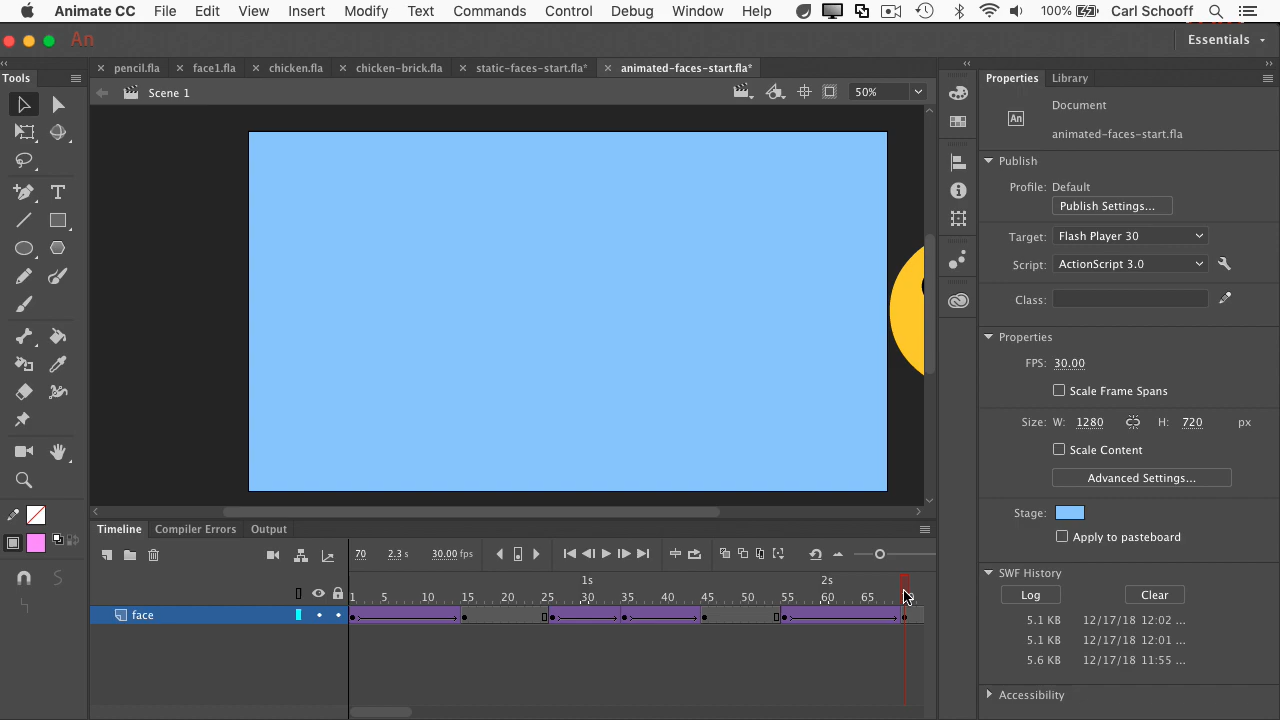 Animate CC File Edit View Insert Modify Text Commands Control Debug Window Help 100% Carl Schooff
An Essentials
Tools pencil.fla face1.fla chicken.fla chicken-brick.fla static-faces-start.fla* animated-faces-start.fla* Properties Library
Scene 1 50%
An Document
animated-faces-start.fla
Publish
Profile: Default
Publish Settings...
Target: Flash Player 30
Script: ActionScript 3.0
Class:
Properties
FPS: 30.00
Scale Frame Spans
Size: W: 1280 H: 720 px
Scale Content
Advanced Settings...
Stage:
Apply to pasteboard
SWF History
Log Clear
5.1 KB 12/17/18 12:02 ...
5.1 KB 12/17/18 12:01 ...
5.6 KB 12/17/18 11:55 ...
Accessibility
Timeline Compiler Errors Output
70 2.3 s 30.00 fps
1s 2s
1 5 10 15 20 25 30 35 40 45 50 55 60 65
face